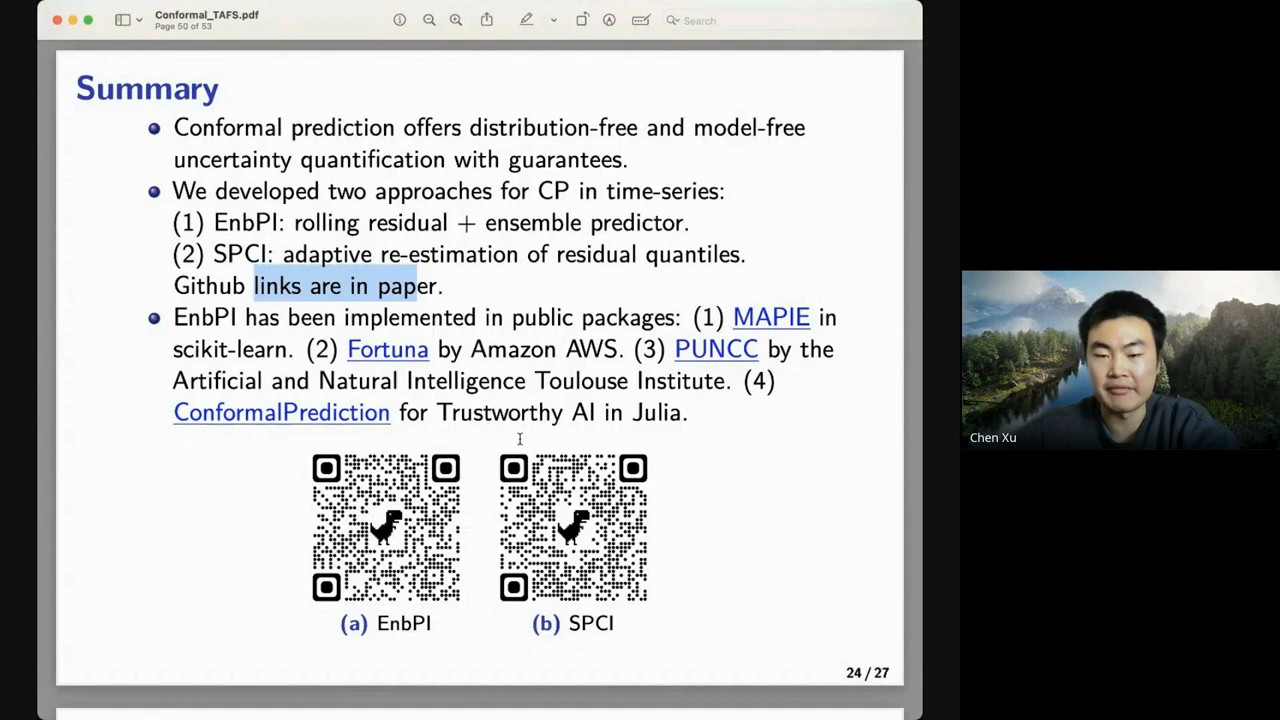 Conformal_TAFS.pdf
Page 50 of 53
Search
Summary
Conformal prediction offers distribution-free and model-free
uncertainty quantification with guarantees.
We developed two approaches for CP in time-series:
(1) EnbPI: rolling residual + ensemble predictor.
(2) SPCI: adaptive re-estimation of residual quantiles.
Github links are in paper.
EnbPI has been implemented in public packages: (1) MAPIE in
scikit-learn. (2) Fortuna by Amazon AWS. (3) PUNCC by the
Artificial and Natural Intelligence Toulouse Institute. (4)
ConformalPrediction for Trustworthy AI in Julia.
(a) EnbPI
(b) SPCI
24 / 27
Chen Xu